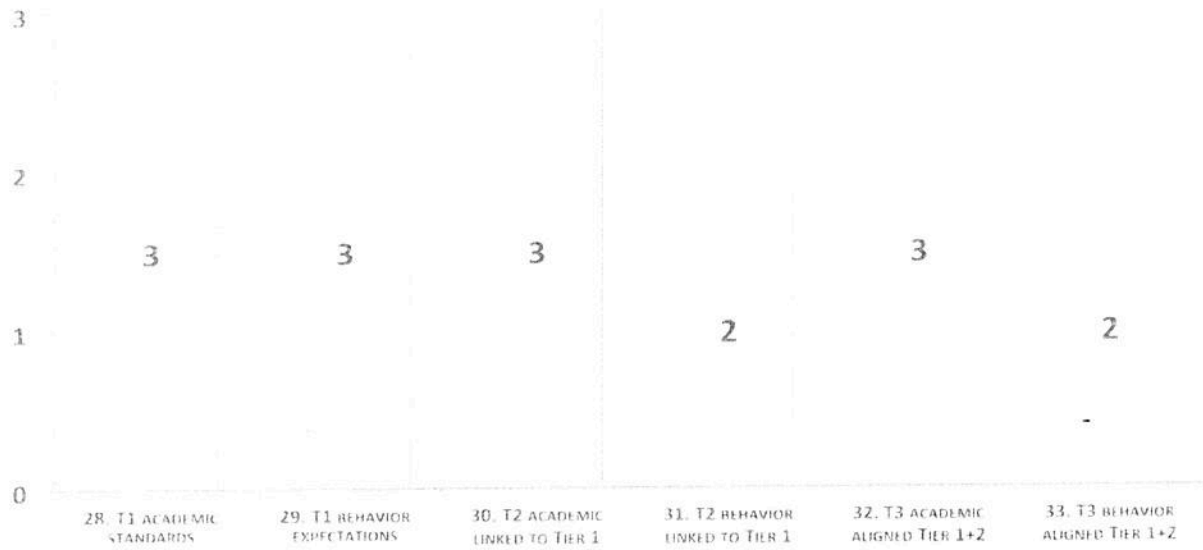 3
2
1
0
3
3
3
2
3
2
28. T1 ACADEMIC
STANDARDS
29. T1 BEHAVIOR
EXPECTATIONS
30. T2 ACADEMIC
LINKED TO TIER 1
31. T2 BEHAVIOR
LINKED TO TIER 1
32. T3 ACADEMIC
ALIGNED TIER 1+2
33. T3 BEHAVIOR
ALIGNED TIER 1+2